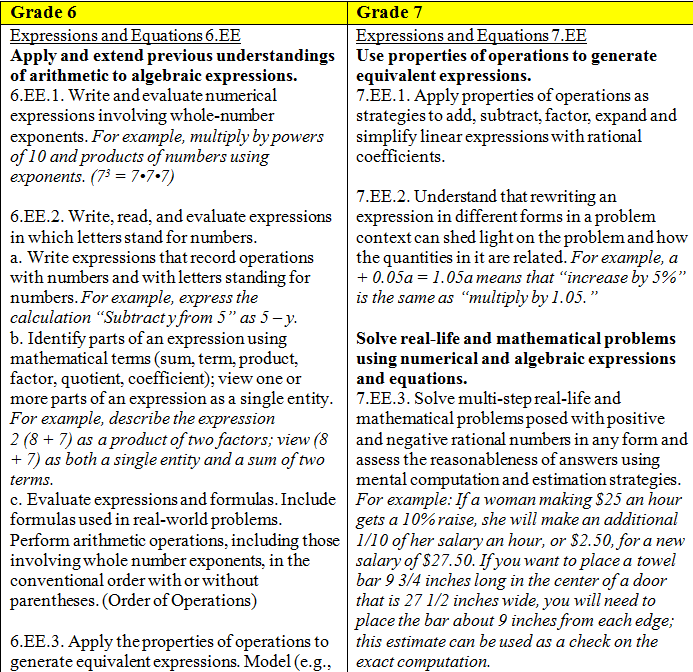 Grade 6
Expressions and Equations 6.EE
Apply and extend previous understandings
of arithmetic to algebraic expressions.
6.EE.1. Write and evaluate numerical
expressions involving whole-number
exponents. For example, multiply by powers
of 10 and products of numbers using
exponents. (7³ = 7•7•7)
6.EE.2. Write, read, and evaluate expressions
in which letters stand for numbers.
a. Write expressions that record operations
with numbers and with letters standing for
numbers. For example, express the
calculation “Subtract y from 5” as 5 – y.
b. Identify parts of an expression using
mathematical terms (sum, term, product,
factor, quotient, coefficient); view one or
more parts of an expression as a single entity.
For example, describe the expression
2 (8 + 7) as a product of two factors; view (8
+ 7) as both a single entity and a sum of two
terms.
c. Evaluate expressions and formulas. Include
formulas used in real-world problems.
Perform arithmetic operations, including those
involving whole number exponents, in the
conventional order with or without
parentheses. (Order of Operations)
6.EE.3. Apply the properties of operations to
generate equivalent expressions. Model (e.g.,
Grade 7
Expressions and Equations 7.EE
Use properties of operations to generate
equivalent expressions.
7.EE.1. Apply properties of operations as
strategies to add, subtract, factor, expand and
simplify linear expressions with rational
coefficients.
7.EE.2. Understand that rewriting an
expression in different forms in a problem
context can shed light on the problem and how
the quantities in it are related. For example, a
+ 0.05a = 1.05a means that “increase by 5%”
is the same as “multiply by 1.05.”
Solve real-life and mathematical problems
using numerical and algebraic expressions
and equations.
7.EE.3. Solve multi-step real-life and
mathematical problems posed with positive
and negative rational numbers in any form and
assess the reasonableness of answers using
mental computation and estimation strategies.
For example: If a woman making $25 an hour
gets a 10% raise, she will make an additional
1/10 of her salary an hour, or $2.50, for a new
salary of $27.50. If you want to place a towel
bar 9 3/4 inches long in the center of a door
that is 27 1/2 inches wide, you will need to
place the bar about 9 inches from each edge;
this estimate can be used as a check on the
exact computation.